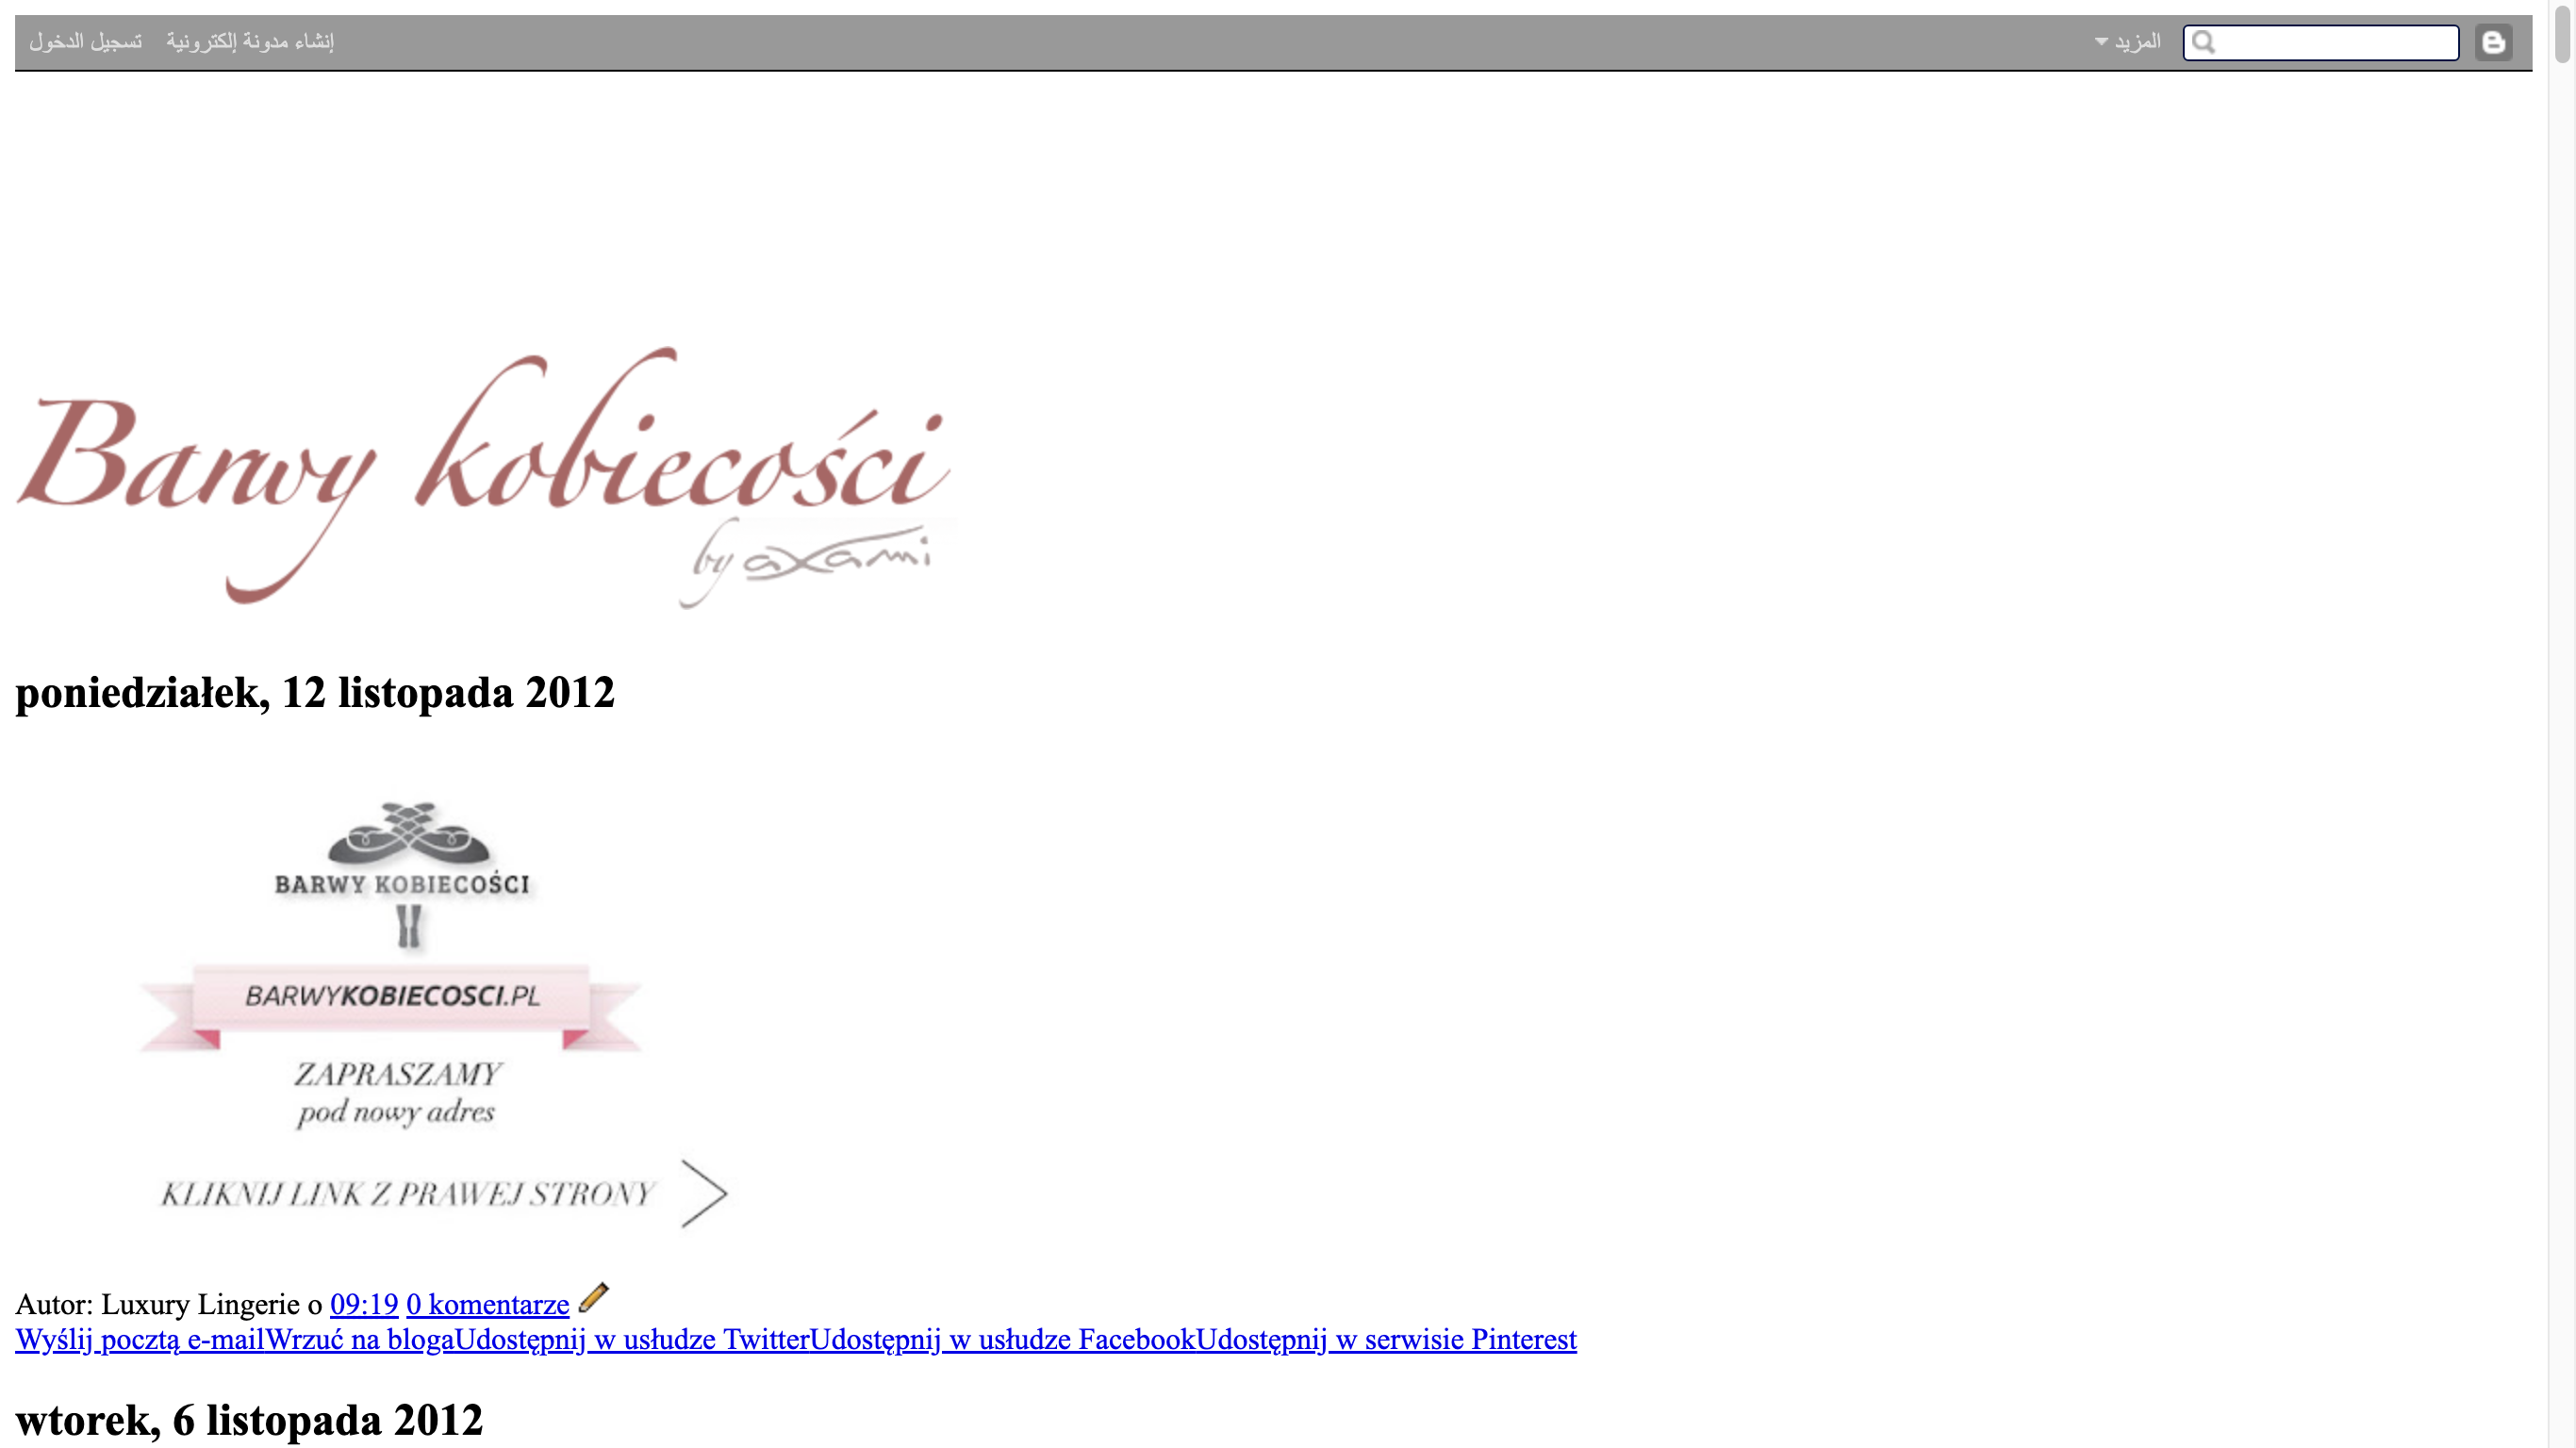 تسجيل الدخول إنشاء مدونة إلكترونية المزيد
Barwy kobiecości
by axami
poniedziałek, 12 listopada 2012
BARWY KOBIECOŚCI
BARWYKOBIECOSCI.PL
ZAPRASZAMY
pod nowy adres
KLIKNIJ LINK Z PRAWEJ STRONY
Autor: Luxury Lingerie o 09:19 0 komentarze
Wyślij pocztą e-mailWrzuć na blogaUdostępnij w usłudze TwitterUdostępnij w usłudze FacebookUdostępnij w serwisie Pinterest
wtorek, 6 listopada 2012